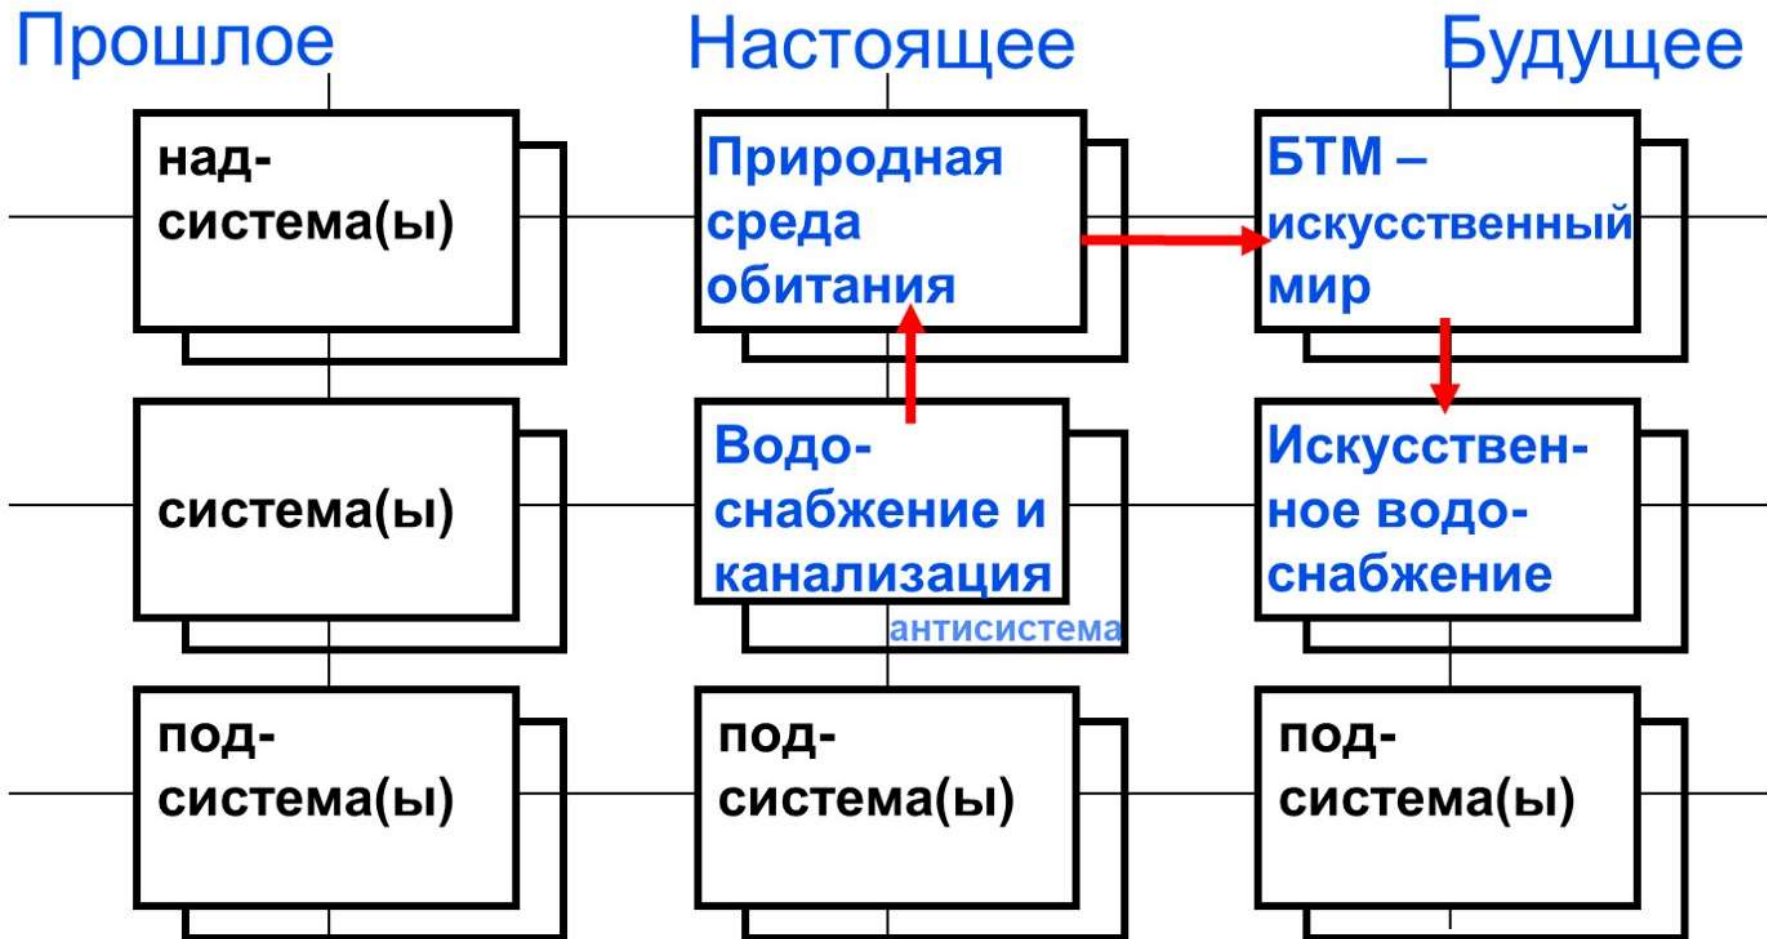 Прошлое
Настоящее
Будущее
над-
система(ы)
Природная
среда
обитания
БТМ –
искусственный
мир
система(ы)
Водо-
снабжение и
канализация
антисистема
Искусствен-
ное водо-
снабжение
под-
система(ы)
под-
система(ы)
под-
система(ы)